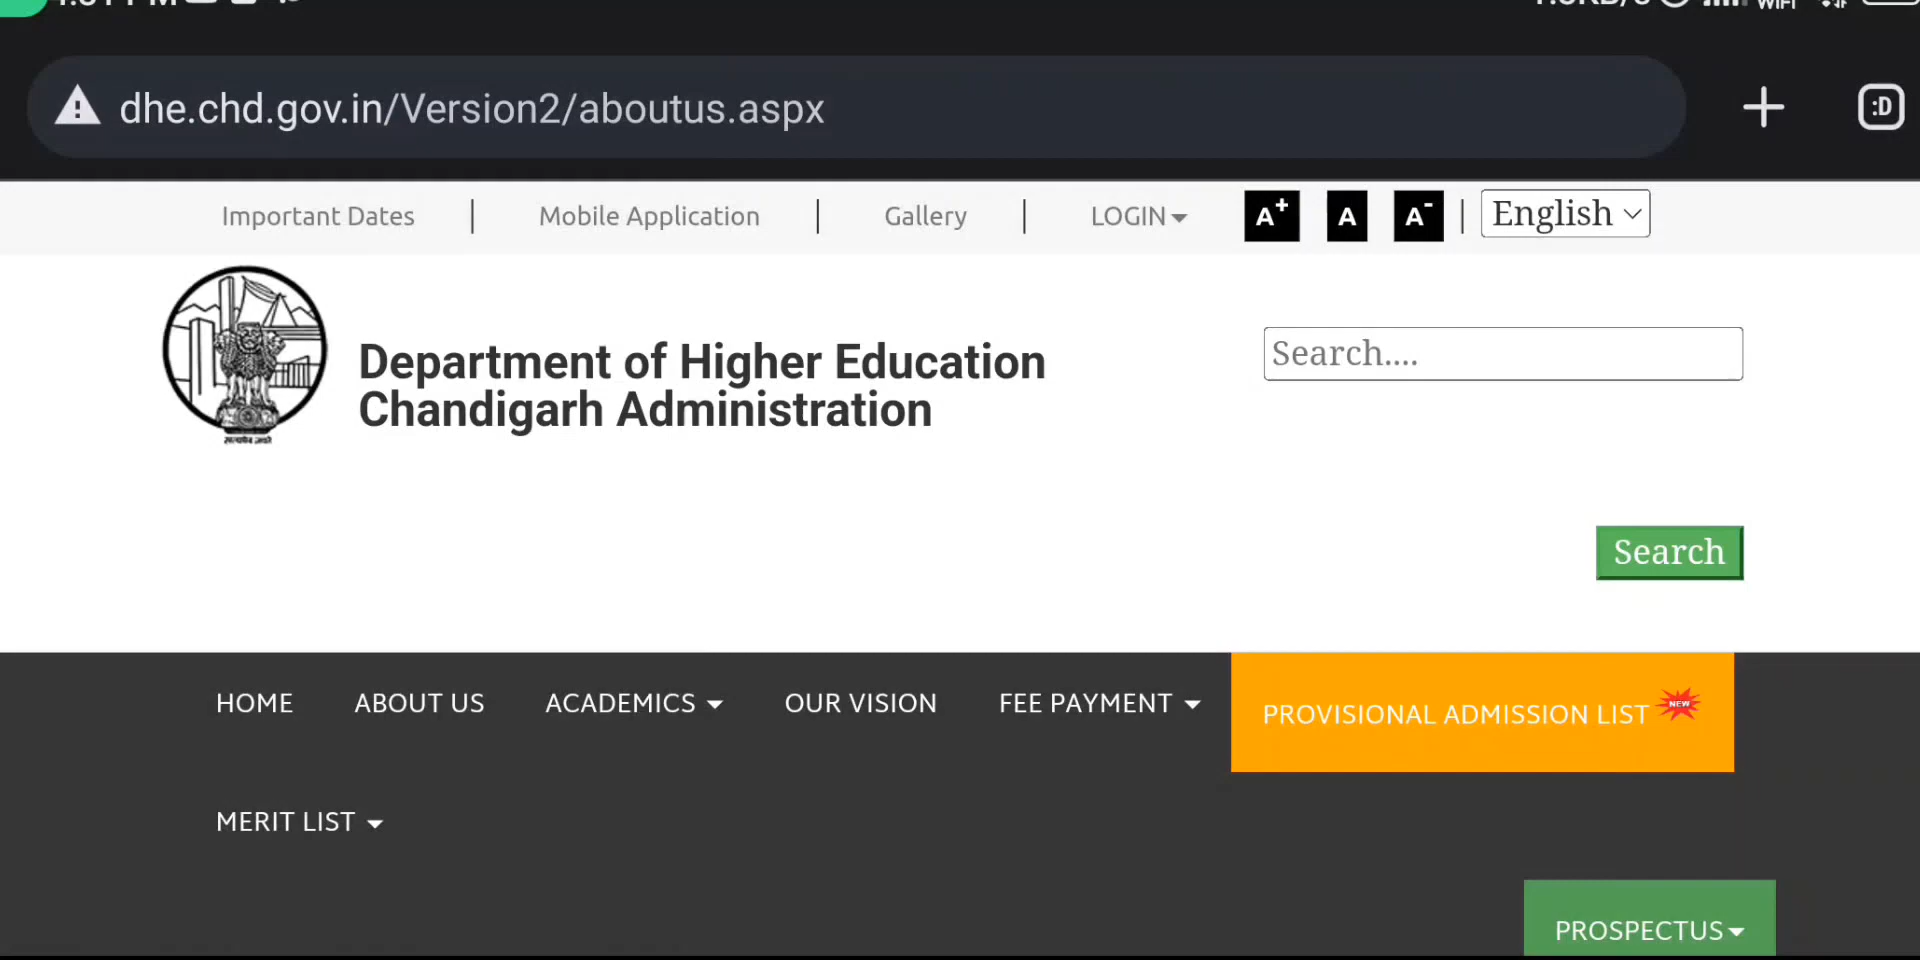 dhe.chd.gov.in/Version2/aboutus.aspx
:D
Important Dates | Mobile Application | Gallery | LOGIN A+ A A- | English
Department of Higher Education
Chandigarh Administration
Search....
Search
HOME ABOUT US ACADEMICS OUR VISION FEE PAYMENT PROVISIONAL ADMISSION LIST NEW
MERIT LIST
PROSPECTUS